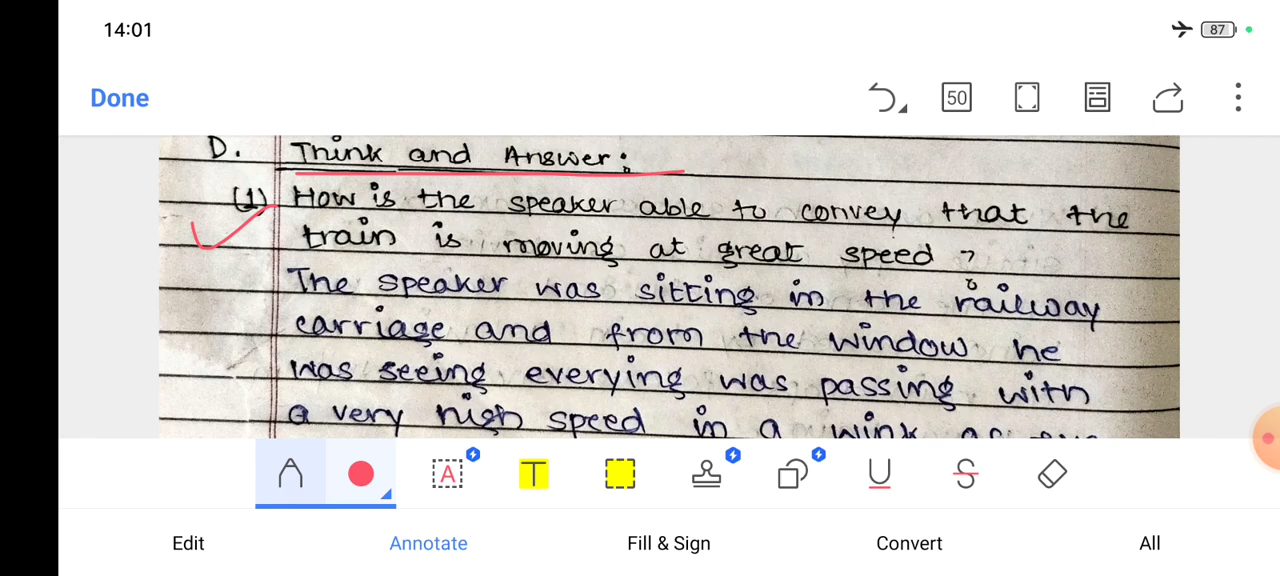 14:01
87
Done
50
D. Think and Answer:
(1) How is the speaker able to convey that the
train is moving at great speed ?
The speaker was sitting in the railway
carriage and from the window he
was seeing everying was passing with
a very high speed in a wink
A
T
U
S
Edit
Annotate
Fill & Sign
Convert
All